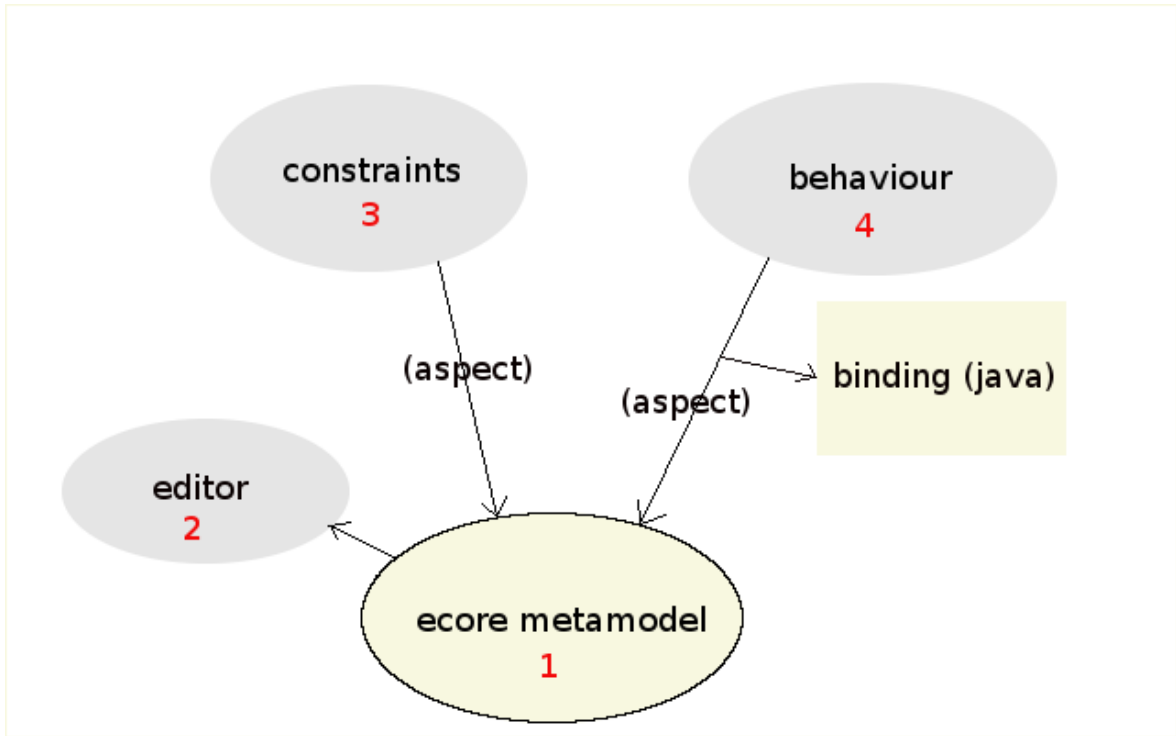 constraints
3
behaviour
4
(aspect)
binding (java)
(aspect)
editor
2
ecore metamodel
1